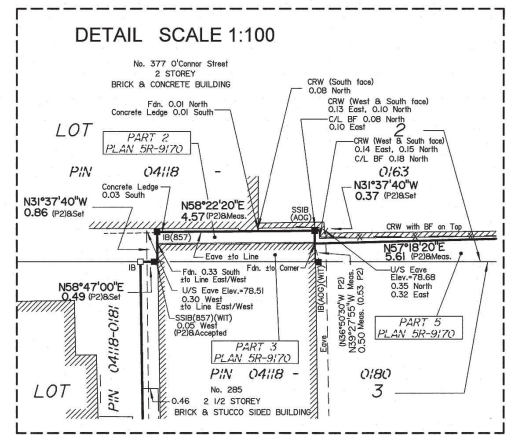 DETAIL SCALE 1:100
No. 377 O'Connor Street
2 STOREY
BRICK & CONCRETE BUILDING
CRW (South face)
0.08 North
Fdn. 0.01 North
Concrete Ledge 0.01 South
CRW (West & South face)
0.13 East, 0.10 North
C/L BF 0.08 North
0.10 East
LOT
2
PART 2
PLAN 5R-9170
CRW (West & South face)
0.14 East, 0.15 North
C/L BF 0.18 North
PIN 04118 - 0163
N31°37'40"W
0.86 (P2)&Set
Concrete Ledge
0.03 South
N58°22'20"E
4.57 (P2)&Meas.
SSIB
(AOG)
N31°37'40"W
0.37 (P2)&Set
IB(857)
CRW with BF on Top
Eave ±to Line
N57°18'20"E
5.61 (P2)&Meas.
IB
Fdn. 0.33 South
±to Line East/West
Fdn. ±to Corner
U/S Eave
Elev.=78.68
0.35 North
0.32 East
N58°47'00"E
0.49 (P2)&Set
U/S Eave Elev.=78.51
0.30 West
±to Line East/West
SSIB(857)(WIT)
0.05 West
(P2)&Accepted
IB(AOG)(WIT)
(N36°50'30"W P2)
N39°27'55"W Meas.
0.50 Meas. (0.53 P2)
Eave
PART 3
PLAN 5R-9170
PART 5
PLAN 5R-9170
PIN 04118-0181
PIN 04118 - 0180
LOT
3
No. 285
0.46
2 1/2 STOREY
BRICK & STUCCO SIDED BUILDING